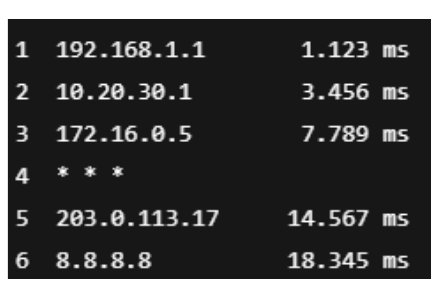 1 192.168.1.1 1.123 ms
2 10.20.30.1 3.456 ms
3 172.16.0.5 7.789 ms
4 * * *
5 203.0.113.17 14.567 ms
6 8.8.8.8 18.345 ms